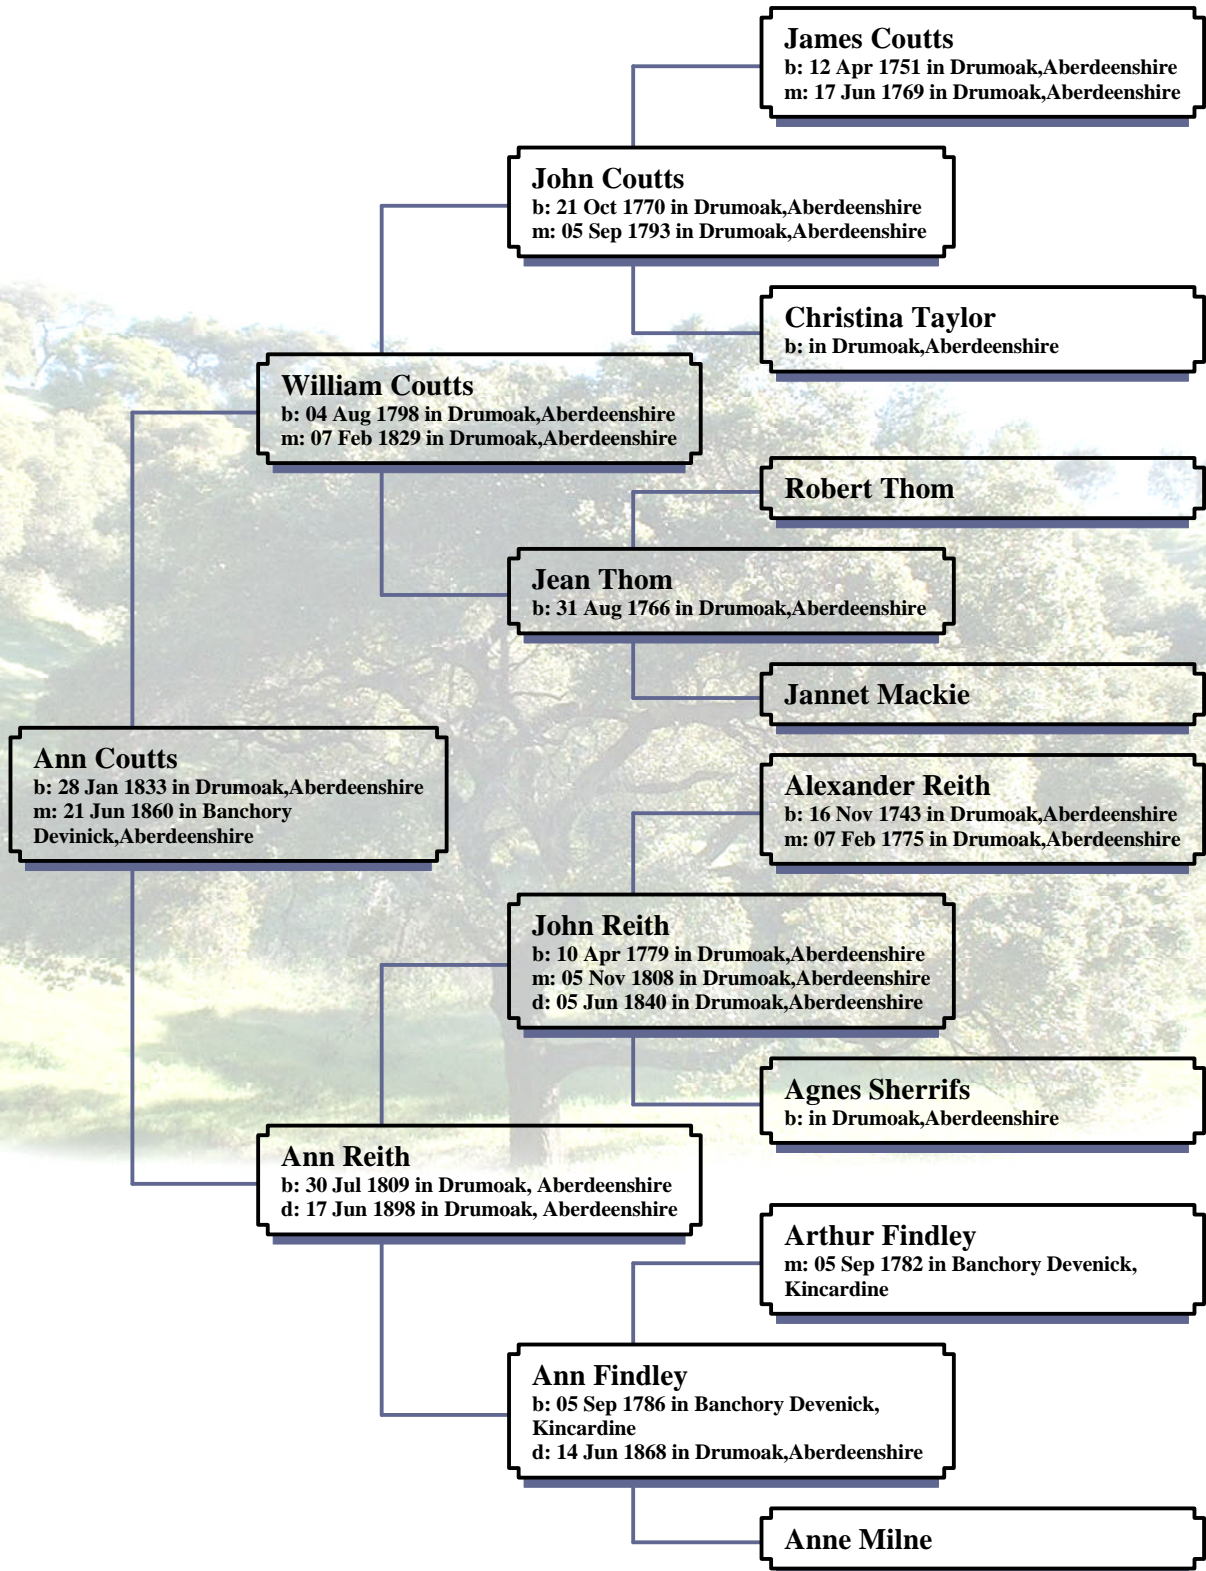 James Coutts
b: 12 Apr 1751 in Drumoak,Aberdeenshire
m: 17 Jun 1769 in Drumoak,Aberdeenshire
John Coutts
b: 21 Oct 1770 in Drumoak,Aberdeenshire
m: 05 Sep 1793 in Drumoak,Aberdeenshire
Christina Taylor
b: in Drumoak,Aberdeenshire
William Coutts
b: 04 Aug 1798 in Drumoak,Aberdeenshire
m: 07 Feb 1829 in Drumoak,Aberdeenshire
Robert Thom
Jean Thom
b: 31 Aug 1766 in Drumoak,Aberdeenshire
Jannet Mackie
Ann Coutts
b: 28 Jan 1833 in Drumoak,Aberdeenshire
m: 21 Jun 1860 in Banchory
Devinick,Aberdeenshire
Alexander Reith
b: 16 Nov 1743 in Drumoak,Aberdeenshire
m: 07 Feb 1775 in Drumoak,Aberdeenshire
John Reith
b: 10 Apr 1779 in Drumoak,Aberdeenshire
m: 05 Nov 1808 in Drumoak,Aberdeenshire
d: 05 Jun 1840 in Drumoak,Aberdeenshire
Agnes Sherrifs
b: in Drumoak,Aberdeenshire
Ann Reith
b: 30 Jul 1809 in Drumoak, Aberdeenshire
d: 17 Jun 1898 in Drumoak, Aberdeenshire
Arthur Findley
m: 05 Sep 1782 in Banchory Devenick,
Kincardine
Ann Findley
b: 05 Sep 1786 in Banchory Devenick,
Kincardine
d: 14 Jun 1868 in Drumoak,Aberdeenshire
Anne Milne